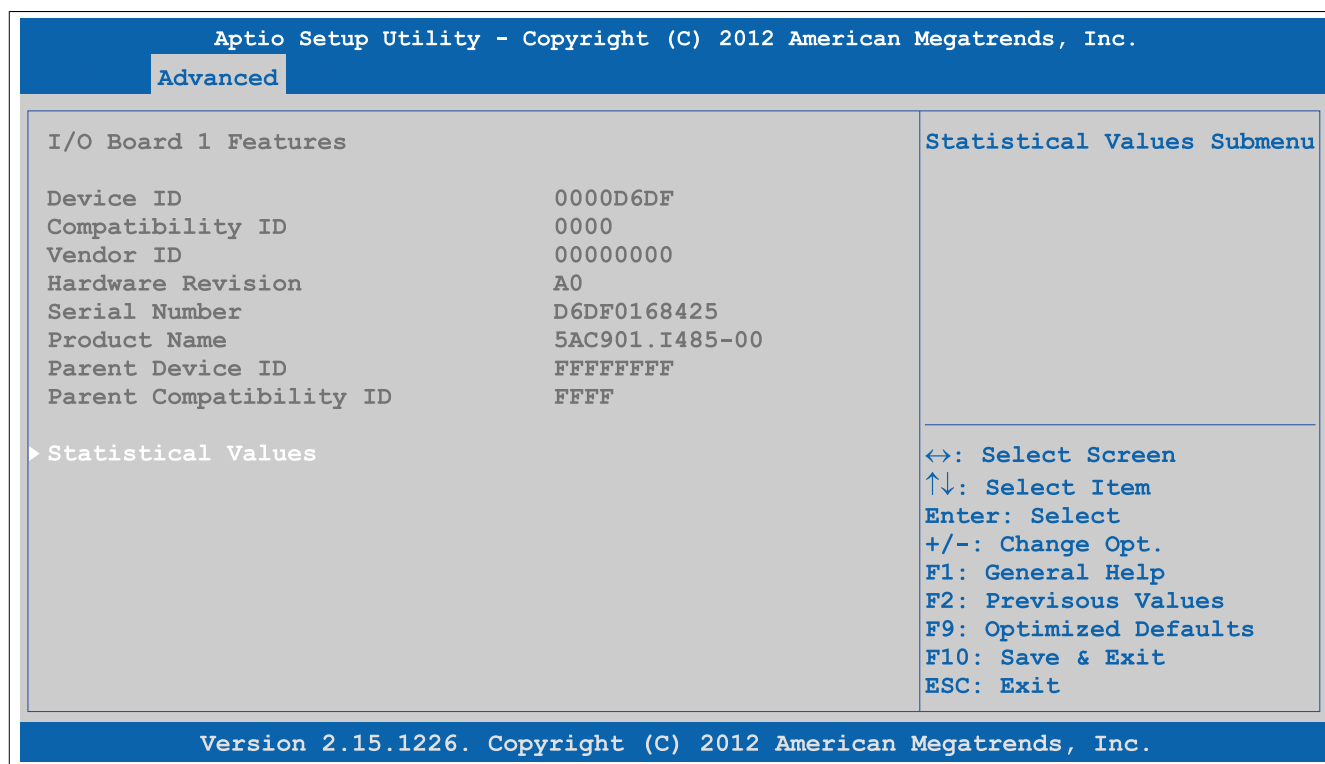 Aptio Setup Utility - Copyright (C) 2012 American Megatrends, Inc.
Advanced
I/O Board 1 Features
Device ID 0000D6DF
Compatibility ID 0000
Vendor ID 00000000
Hardware Revision A0
Serial Number D6DF0168425
Product Name 5AC901.I485-00
Parent Device ID FFFFFFFF
Parent Compatibility ID FFFF
Statistical Values
Statistical Values Submenu
↔: Select Screen
↑↓: Select Item
Enter: Select
+/-: Change Opt.
F1: General Help
F2: Previsous Values
F9: Optimized Defaults
F10: Save & Exit
ESC: Exit
Version 2.15.1226. Copyright (C) 2012 American Megatrends, Inc.